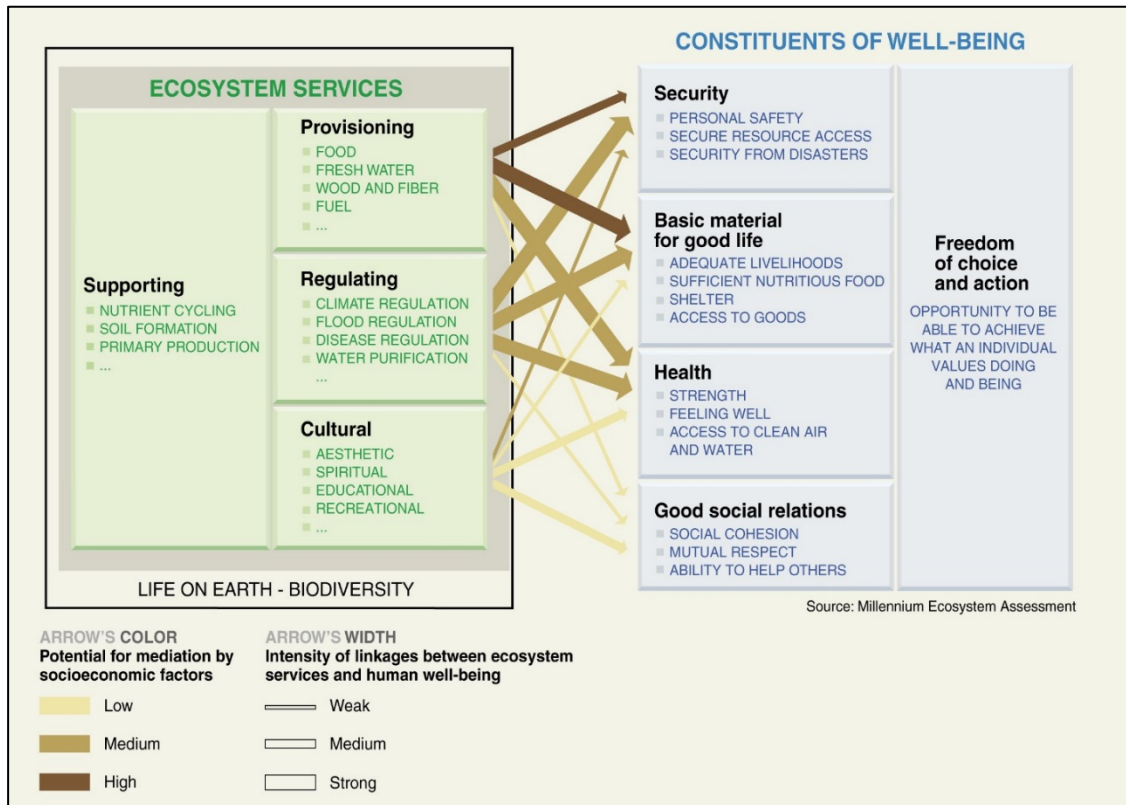 CONSTITUENTS OF WELL-BEING
ECOSYSTEM SERVICES
Supporting
NUTRIENT CYCLING
SOIL FORMATION
PRIMARY PRODUCTION
...
Provisioning
FOOD
FRESH WATER
WOOD AND FIBER
FUEL
...
Regulating
CLIMATE REGULATION
FLOOD REGULATION
DISEASE REGULATION
WATER PURIFICATION
...
Cultural
AESTHETIC
SPIRITUAL
EDUCATIONAL
RECREATIONAL
...
LIFE ON EARTH - BIODIVERSITY
Security
PERSONAL SAFETY
SECURE RESOURCE ACCESS
SECURITY FROM DISASTERS
Basic material
for good life
ADEQUATE LIVELIHOODS
SUFFICIENT NUTRITIOUS FOOD
SHELTER
ACCESS TO GOODS
Health
STRENGTH
FEELING WELL
ACCESS TO CLEAN AIR
AND WATER
Good social relations
SOCIAL COHESION
MUTUAL RESPECT
ABILITY TO HELP OTHERS
Freedom
of choice
and action
OPPORTUNITY TO BE
ABLE TO ACHIEVE
WHAT AN INDIVIDUAL
VALUES DOING
AND BEING
Source: Millennium Ecosystem Assessment
ARROW'S COLOR
Potential for mediation by
socioeconomic factors
Low
Medium
High
ARROW'S WIDTH
Intensity of linkages between ecosystem
services and human well-being
Weak
Medium
Strong